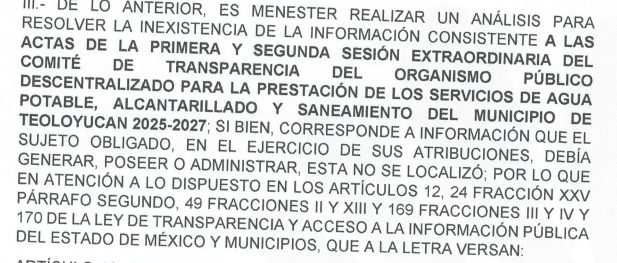 III.- DE LO ANTERIOR, ES MENESTER REALIZAR UN ANÁLISIS PARA
RESOLVER LA INEXISTENCIA DE LA INFORMACIÓN CONSISTENTE A LAS
ACTAS DE LA PRIMERA Y SEGUNDA SESIÓN EXTRAORDINARIA DEL
COMITÉ DE TRANSPARENCIA DEL ORGANISMO PÚBLICO
DESCENTRALIZADO PARA LA PRESTACIÓN DE LOS SERVICIOS DE AGUA
POTABLE, ALCANTARILLADO Y SANEAMIENTO DEL MUNICIPIO DE
TEOLOYUCAN 2025-2027; SI BIEN, CORRESPONDE A INFORMACIÓN QUE EL
SUJETO OBLIGADO, EN EL EJERCICIO DE SUS ATRIBUCIONES, DEBÍA
GENERAR, POSEER O ADMINISTRAR, ESTA NO SE LOCALIZÓ; POR LO QUE
EN ATENCIÓN A LO DISPUESTO EN LOS ARTÍCULOS 12, 24 FRACCIÓN XXV
PÁRRAFO SEGUNDO, 49 FRACCIONES II Y XIII Y 169 FRACCIONES III Y IV Y
170 DE LA LEY DE TRANSPARENCIA Y ACCESO A LA INFORMACIÓN PÚBLICA
DEL ESTADO DE MÉXICO Y MUNICIPIOS, QUE A LA LETRA VERSAN: